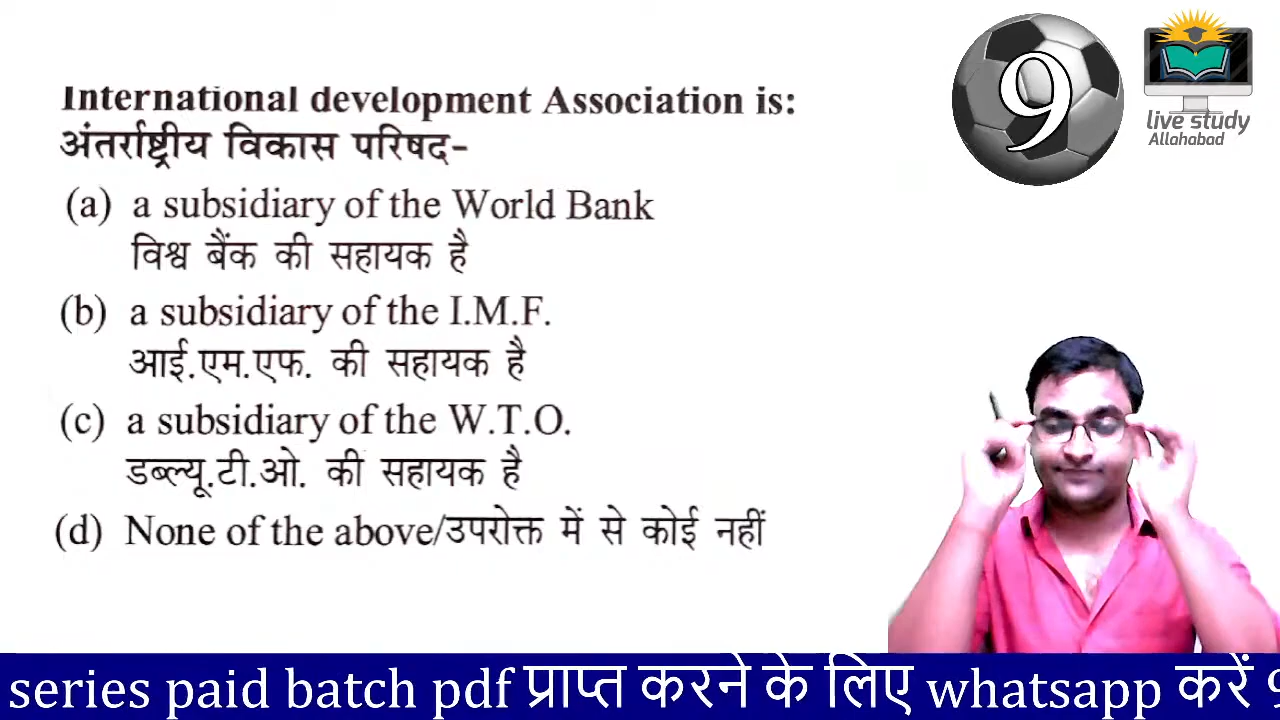 International development Association is:
अंतर्राष्ट्रीय विकास परिषद-
(a) a subsidiary of the World Bank
विश्व बैंक की सहायक है
(b) a subsidiary of the I.M.F.
आई.एम.एफ. की सहायक है
(c) a subsidiary of the W.T.O.
डब्ल्यू.टी.ओ. की सहायक है
(d) None of the above/उपरोक्त में से कोई नहीं
9
live study
Allahabad
series paid batch pdf प्राप्त करने के लिए whatsapp करें 9